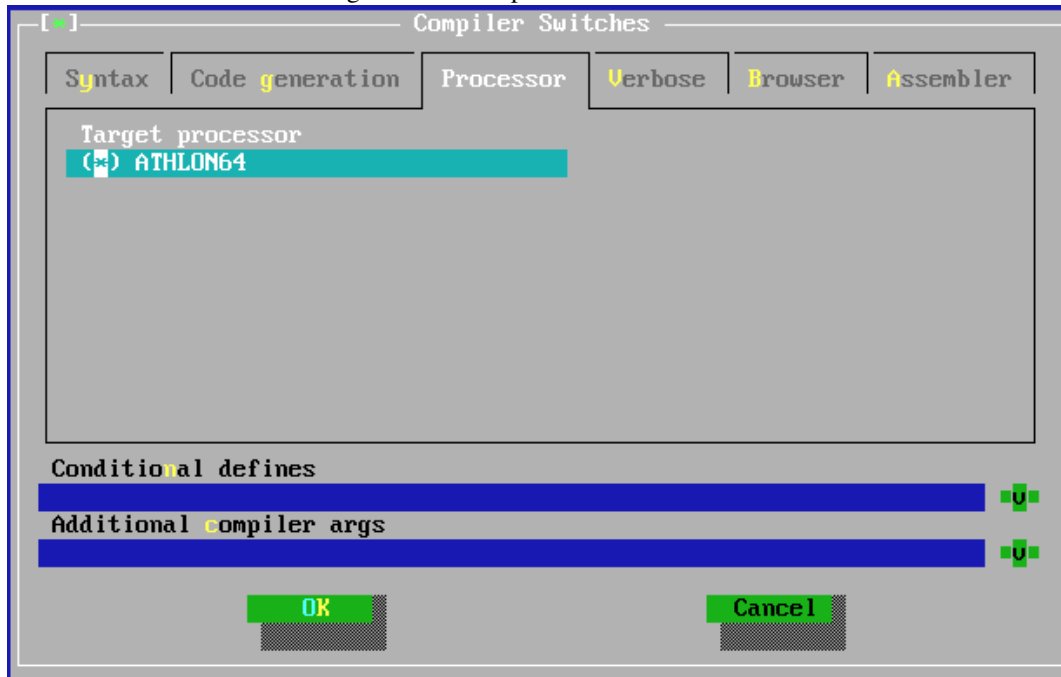 [*] Compiler Switches
Syntax Code generation Processor Verbose Browser Assembler
Target processor
(*) ATHLON64
Conditional defines
v
Additional compiler args
v
OK Cancel